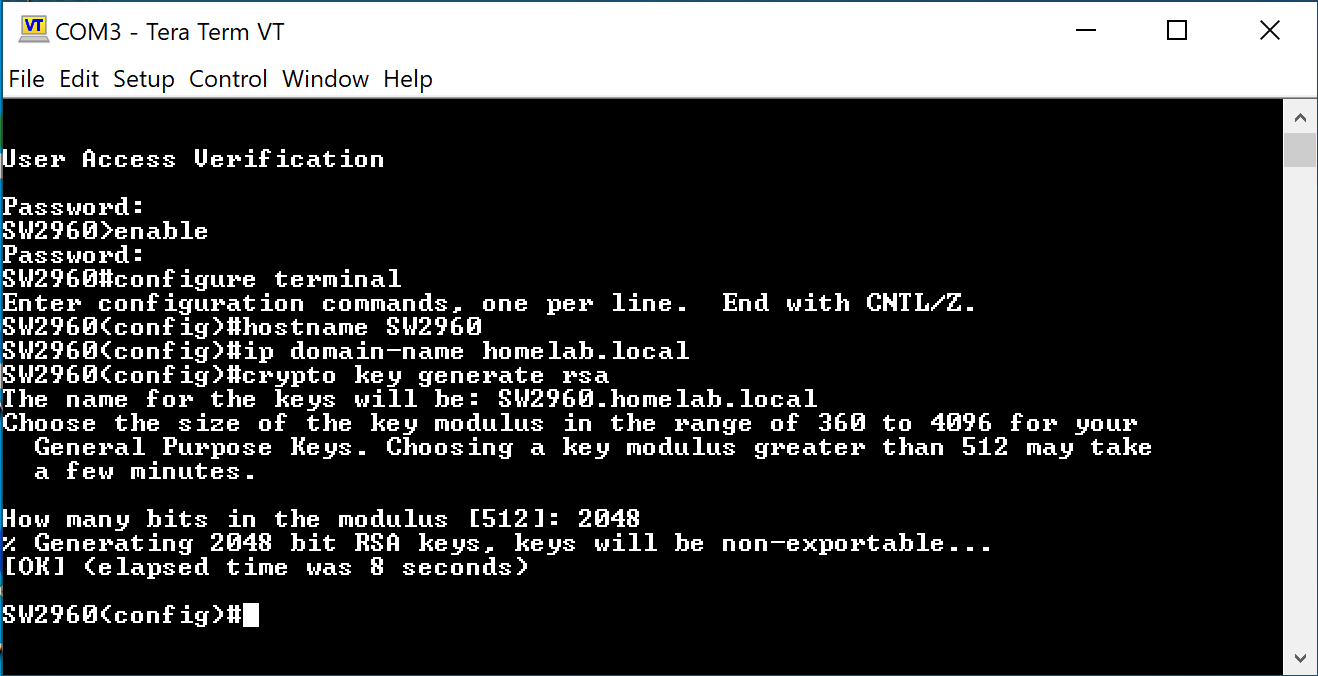 VT COM3 - Tera Term VT
File Edit Setup Control Window Help
User Access Verification
Password:
SW2960>enable
Password:
SW2960#configure terminal
Enter configuration commands, one per line.  End with CNTL/Z.
SW2960(config)#hostname SW2960
SW2960(config)#ip domain-name homelab.local
SW2960(config)#crypto key generate rsa
The name for the keys will be: SW2960.homelab.local
Choose the size of the key modulus in the range of 360 to 4096 for your
  General Purpose Keys. Choosing a key modulus greater than 512 may take
  a few minutes.
How many bits in the modulus [512]: 2048
% Generating 2048 bit RSA keys, keys will be non-exportable...
[OK] (elapsed time was 8 seconds)
SW2960(config)#